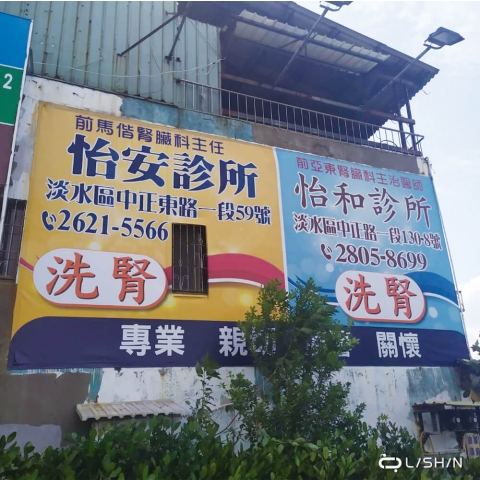 2
前馬偕腎臟科主任
怡安診所
淡水區中正東路一段59號
2621-5566
洗腎
前亞東腎臟科主治醫師
怡和診所
淡水區中正路一段130-8號
2805-8699
洗腎
專業 親 關懷
LISHIN